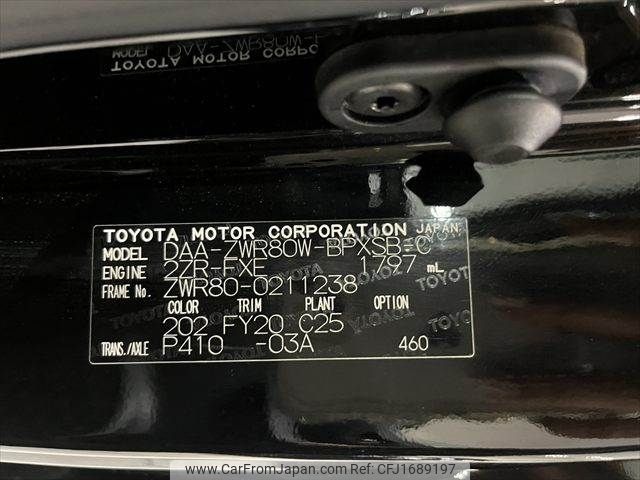 MODEL DAA-ZWR80W-
TOYOTA MOTOR CORPO
TOYOTA MOTOR CORPORATION JAPAN
MODEL DAA-ZWR80W-BPXSB-C
ENGINE 2ZR-FXE 1797 mL
FRAME No. ZWR80-0211238
COLOR TRIM PLANT OPTION
202 FY20 C25
TRANS./AXLE P410 -03A 460
www.CarFromJapan.com Photo ID: CFJ1689197